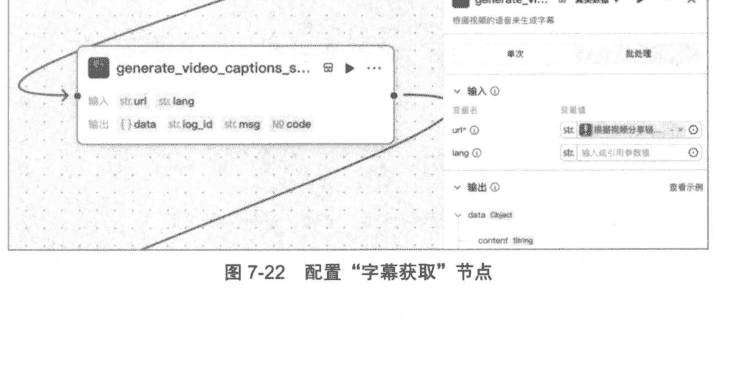 generate_video_captions_s...
输入 str. url str. lang
输出 {} data str. log_id str. msg NO code
generate_vi...
根据视频的语音来生成字幕
单次 批处理
输入
变量名 变量值
url* str. 根据视频分享链...
lang str. 输入或引用参数值
输出 查看示例
data Object
content String
图 7-22 配置“字幕获取”节点